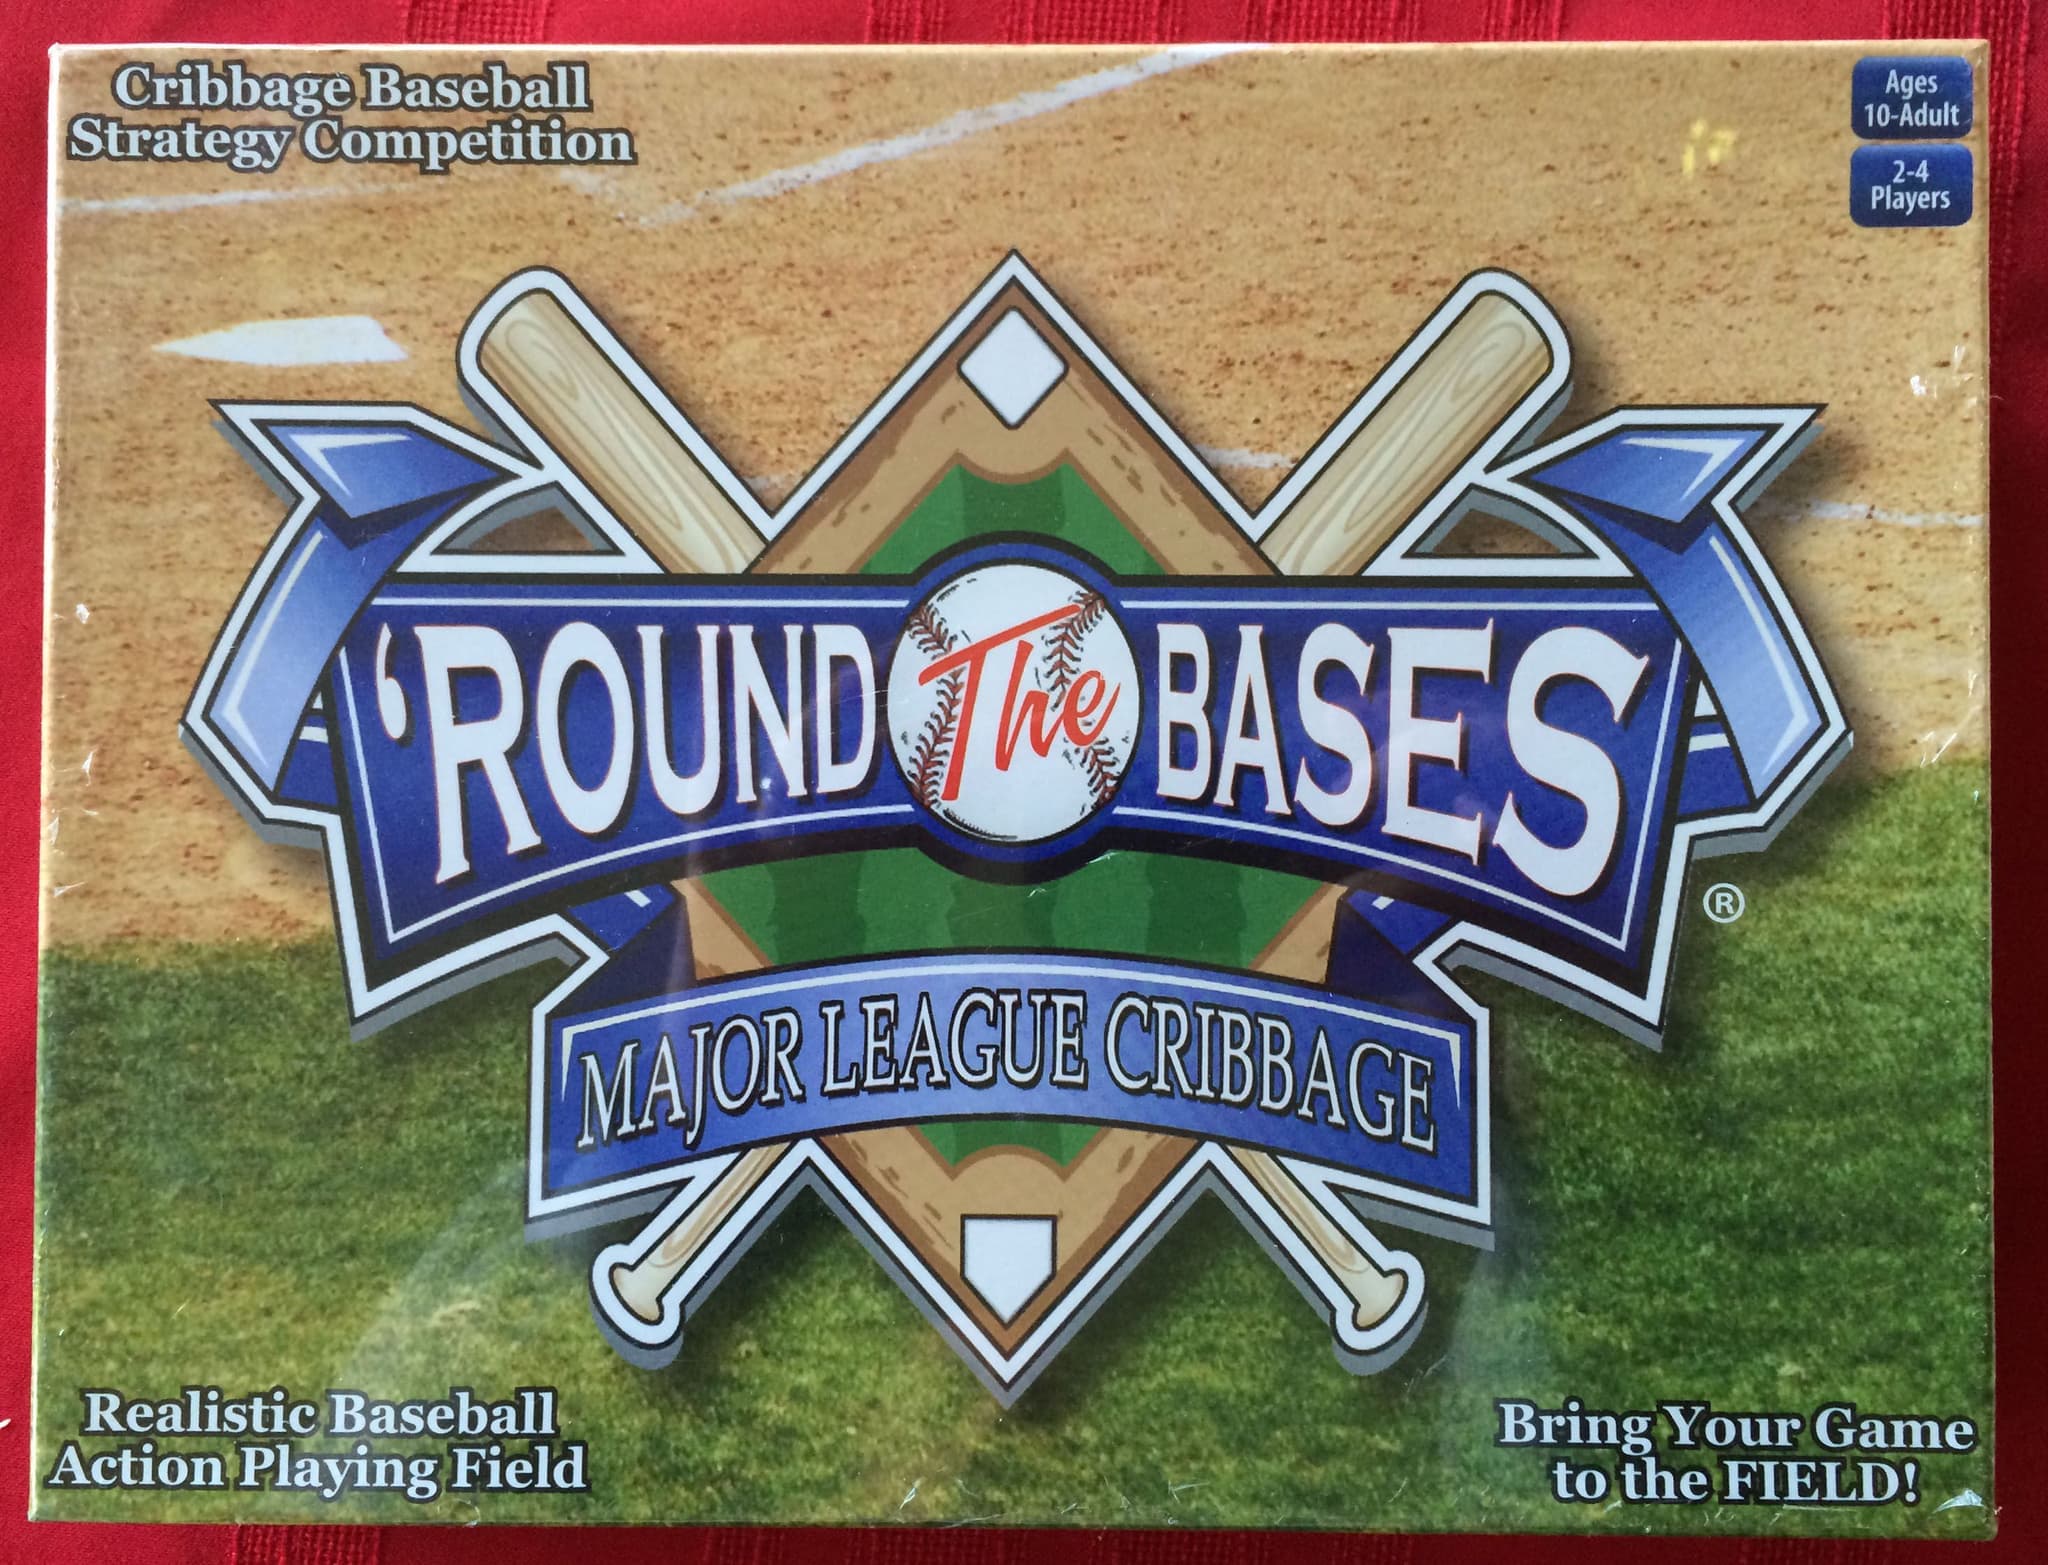 Cribbage Baseball
Strategy Competition
Ages
10-Adult
2-4
Players
‘ROUND The BASES
®
MAJOR LEAGUE CRIBBAGE
Realistic Baseball
Action Playing Field
Bring Your Game
to the FIELD!